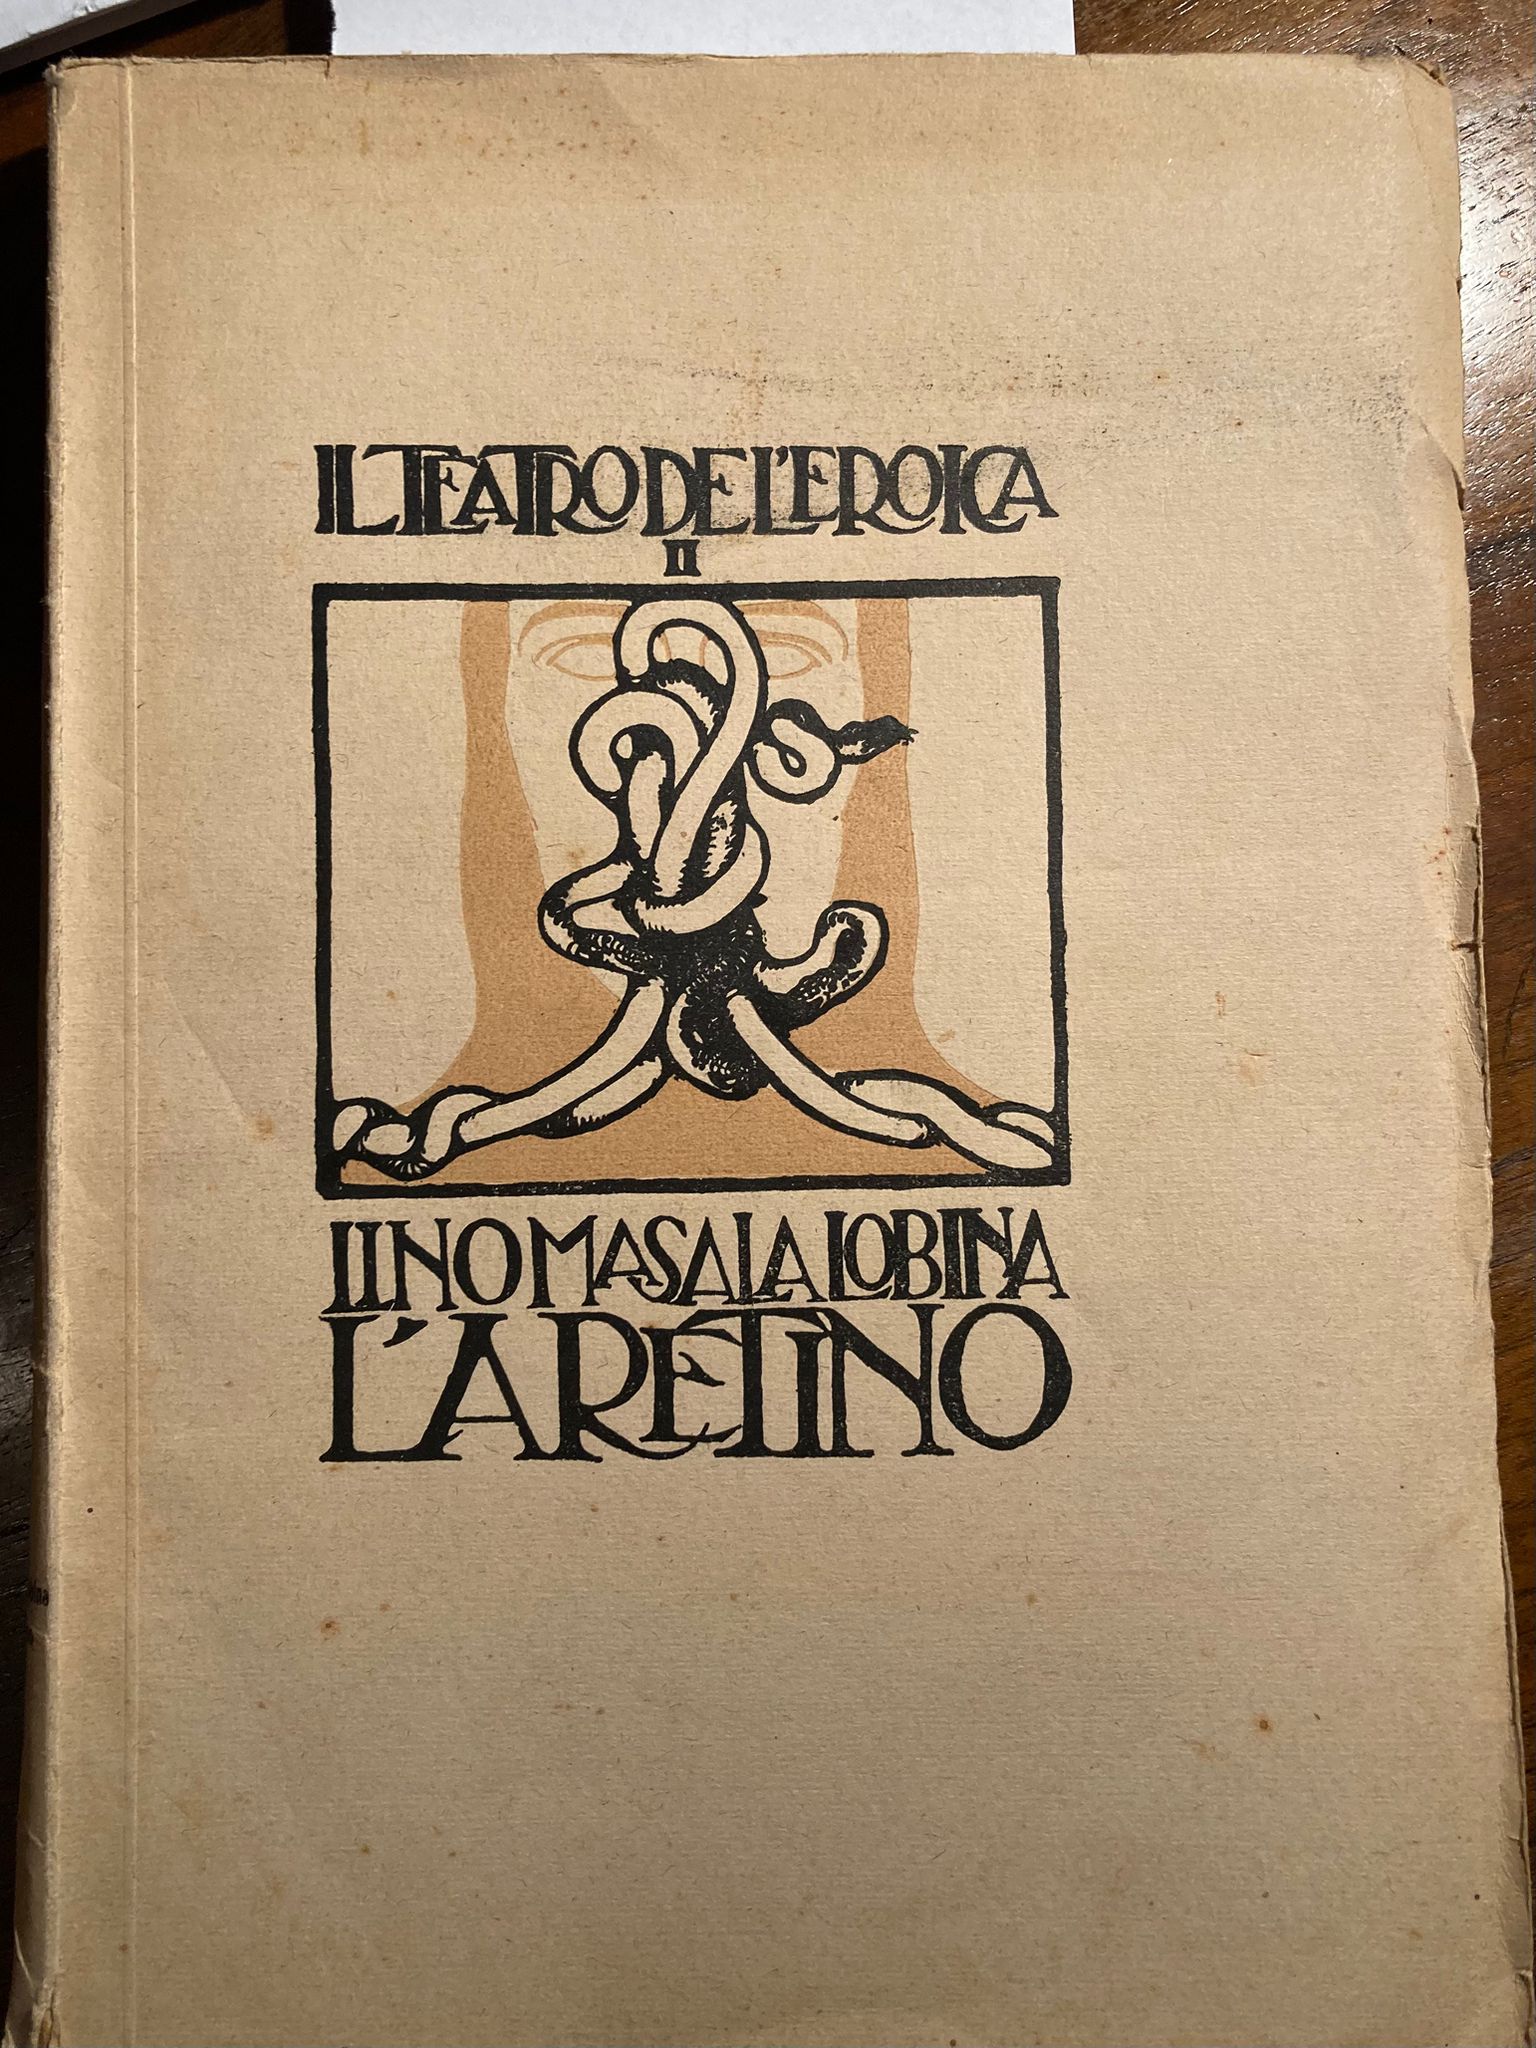 IL TEATRO DE L'EROICA
II
LINO MASALA LOBINA
L'ARETINO